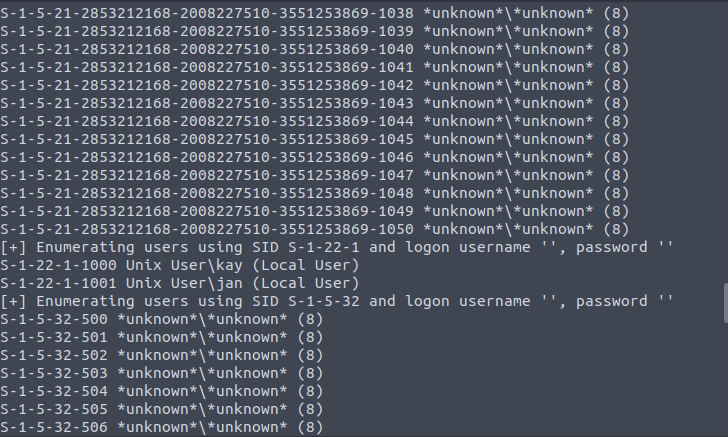 S-1-5-21-2853212168-2008227510-3551253869-1038 *unknown*\*unknown* (8)
S-1-5-21-2853212168-2008227510-3551253869-1039 *unknown*\*unknown* (8)
S-1-5-21-2853212168-2008227510-3551253869-1040 *unknown*\*unknown* (8)
S-1-5-21-2853212168-2008227510-3551253869-1041 *unknown*\*unknown* (8)
S-1-5-21-2853212168-2008227510-3551253869-1042 *unknown*\*unknown* (8)
S-1-5-21-2853212168-2008227510-3551253869-1043 *unknown*\*unknown* (8)
S-1-5-21-2853212168-2008227510-3551253869-1044 *unknown*\*unknown* (8)
S-1-5-21-2853212168-2008227510-3551253869-1045 *unknown*\*unknown* (8)
S-1-5-21-2853212168-2008227510-3551253869-1046 *unknown*\*unknown* (8)
S-1-5-21-2853212168-2008227510-3551253869-1047 *unknown*\*unknown* (8)
S-1-5-21-2853212168-2008227510-3551253869-1048 *unknown*\*unknown* (8)
S-1-5-21-2853212168-2008227510-3551253869-1049 *unknown*\*unknown* (8)
S-1-5-21-2853212168-2008227510-3551253869-1050 *unknown*\*unknown* (8)
[+] Enumerating users using SID S-1-22-1 and logon username '', password ''
S-1-22-1-1000 Unix User\kay (Local User)
S-1-22-1-1001 Unix User\jan (Local User)
[+] Enumerating users using SID S-1-5-32 and logon username '', password ''
S-1-5-32-500 *unknown*\*unknown* (8)
S-1-5-32-501 *unknown*\*unknown* (8)
S-1-5-32-502 *unknown*\*unknown* (8)
S-1-5-32-503 *unknown*\*unknown* (8)
S-1-5-32-504 *unknown*\*unknown* (8)
S-1-5-32-505 *unknown*\*unknown* (8)
S-1-5-32-506 *unknown*\*unknown* (8)